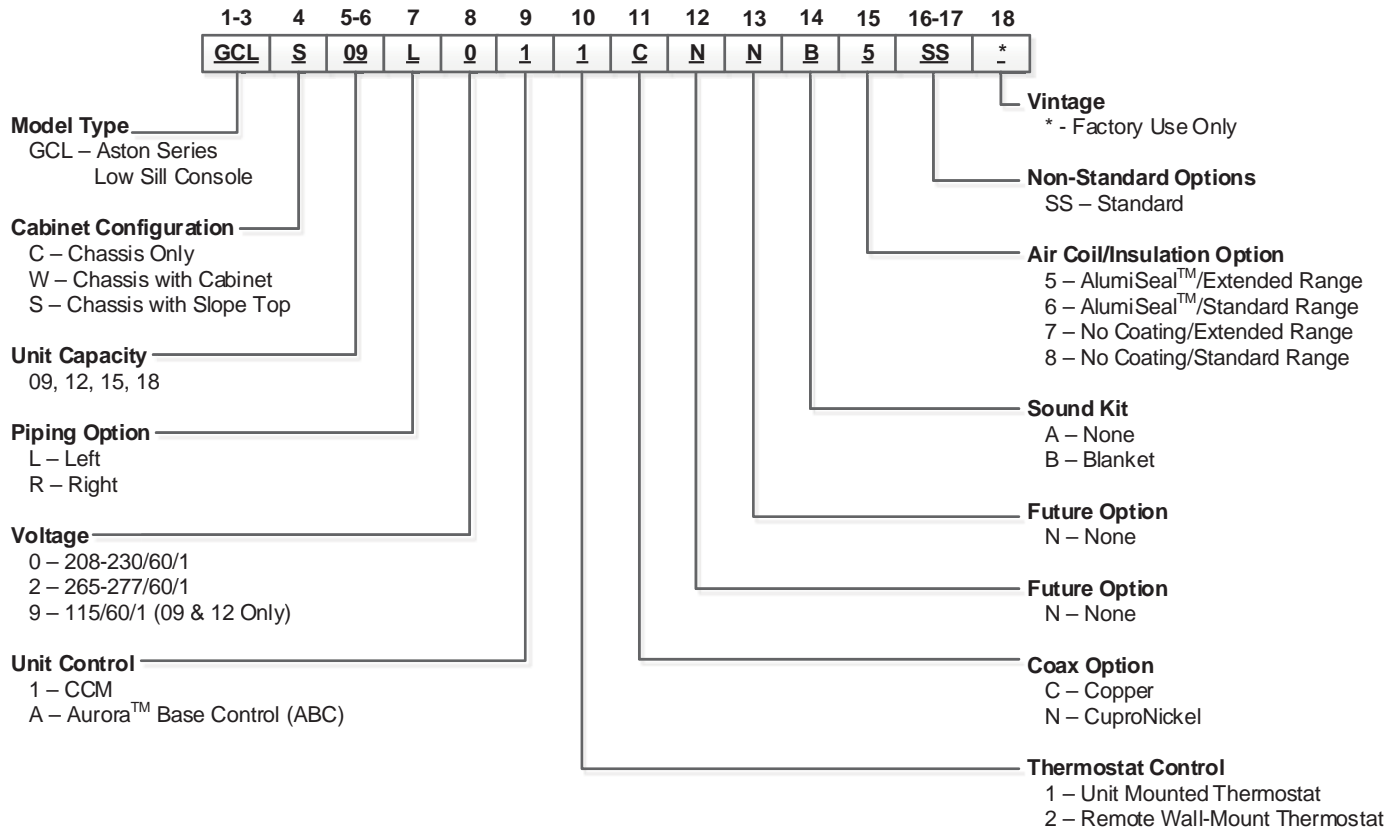 1-3 4 5-6 7 8 9 10 11 12 13 14 15 16-17 18
GCL S 09 L 0 1 1 C N N B 5 SS *
Model Type
GCL – Aston Series
Low Sill Console
Cabinet Configuration
C – Chassis Only
W – Chassis with Cabinet
S – Chassis with Slope Top
Unit Capacity
09, 12, 15, 18
Piping Option
L – Left
R – Right
Voltage
0 – 208-230/60/1
2 – 265-277/60/1
9 – 115/60/1 (09 & 12 Only)
Unit Control
1 – CCM
A – Aurora™ Base Control (ABC)
Vintage
* - Factory Use Only
Non-Standard Options
SS – Standard
Air Coil/Insulation Option
5 – AlumiSeal™/Extended Range
6 – AlumiSeal™/Standard Range
7 – No Coating/Extended Range
8 – No Coating/Standard Range
Sound Kit
A – None
B – Blanket
Future Option
N – None
Future Option
N – None
Coax Option
C – Copper
N – CuproNickel
Thermostat Control
1 – Unit Mounted Thermostat
2 – Remote Wall-Mount Thermostat